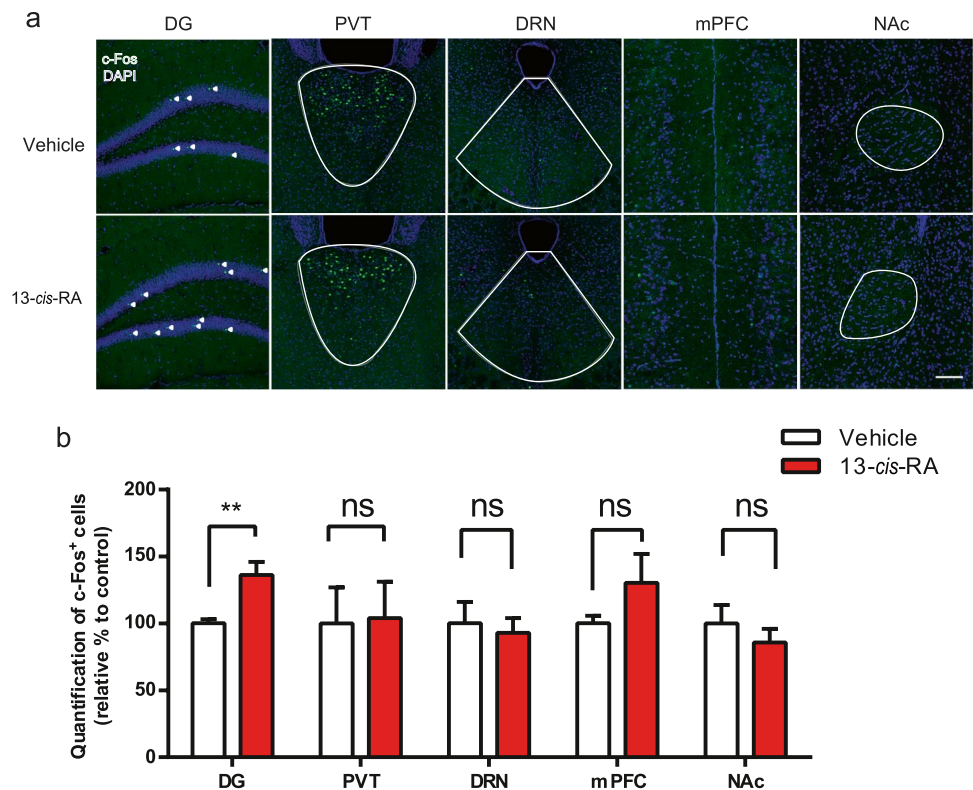 a
DG PVT DRN mPFC NAc
c-Fos
DAPI
Vehicle
13-cis-RA
b
Vehicle
13-cis-RA
Quantification of c-Fos⁺ cells
(relative % to control)
200
150
100
50
0
** ns ns ns ns
DG PVT DRN mPFC NAc